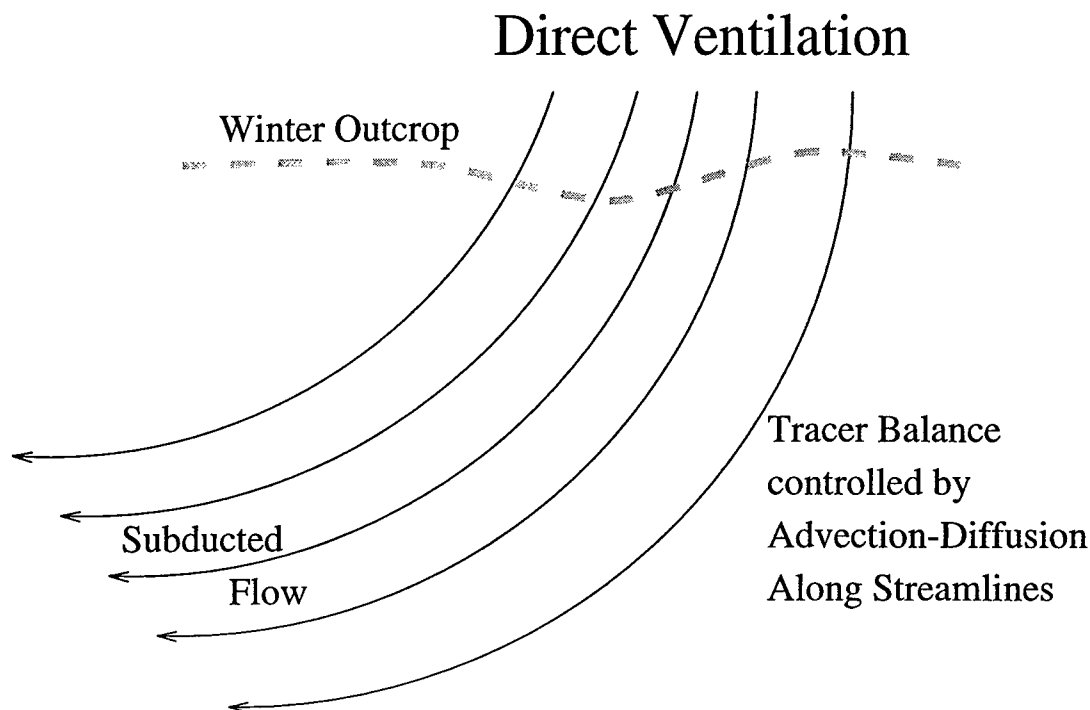 Direct Ventilation
Winter Outcrop
Tracer Balance
controlled by
Advection-Diffusion
Along Streamlines
Subducted
Flow